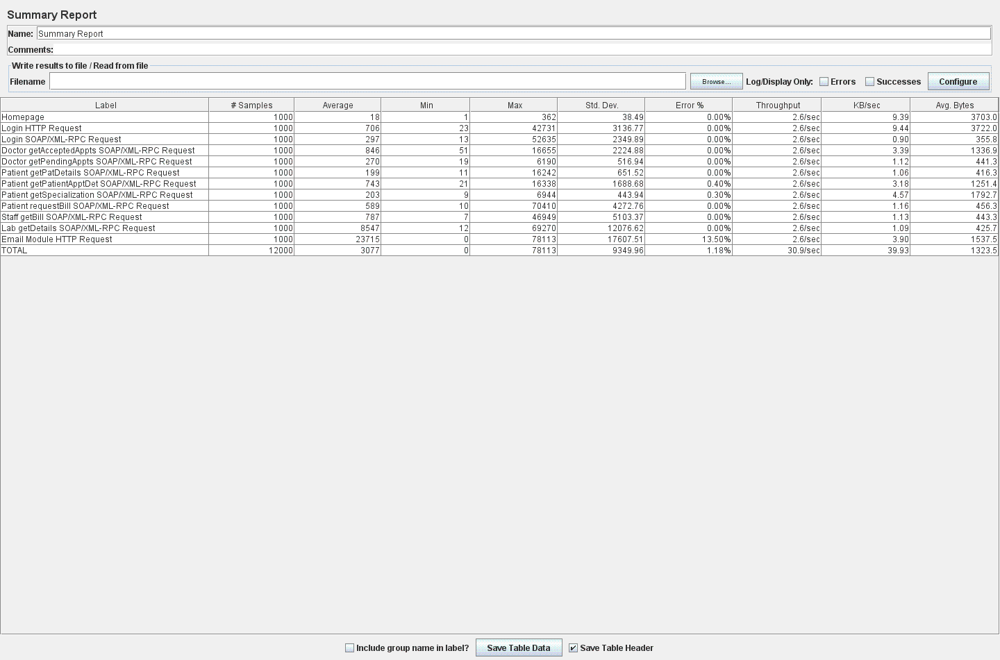 Summary Report
Name: Summary Report
Comments:
Write results to file / Read from file
Filename Browse... Log/Display Only: Errors Successes Configure
Label # Samples Average Min Max Std. Dev. Error % Throughput KB/sec Avg. Bytes
Homepage 1000 18 1 362 38.49 0.00% 2.6/sec 9.39 3703.0
Login HTTP Request 1000 706 23 42731 3136.77 0.00% 2.6/sec 9.44 3722.0
Login SOAP/XML-RPC Request 1000 297 13 52635 2349.89 0.00% 2.6/sec 0.90 355.8
Doctor getAcceptedAppts SOAP/XML-RPC Request 1000 846 51 16655 2224.88 0.00% 2.6/sec 3.39 1336.9
Doctor getPendingAppts SOAP/XML-RPC Request 1000 270 19 6190 516.94 0.00% 2.6/sec 1.12 441.3
Patient getPatDetails SOAP/XML-RPC Request 1000 199 11 16242 651.52 0.00% 2.6/sec 1.06 416.3
Patient getPatientApptDet SOAP/XML-RPC Request 1000 743 21 16338 1688.68 0.40% 2.6/sec 3.18 1251.4
Patient getSpecialization SOAP/XML-RPC Request 1000 203 9 6944 443.94 0.30% 2.6/sec 4.57 1792.7
Patient requestBill SOAP/XML-RPC Request 1000 589 10 70410 4272.76 0.00% 2.6/sec 1.16 456.3
Staff getBill SOAP/XML-RPC Request 1000 787 7 46949 5103.37 0.00% 2.6/sec 1.13 443.3
Lab getDetails SOAP/XML-RPC Request 1000 8547 12 69270 12076.62 0.00% 2.6/sec 1.09 425.7
Email Module HTTP Request 1000 23715 0 78113 17607.51 13.50% 2.6/sec 3.90 1537.5
TOTAL 12000 3077 0 78113 9349.96 1.18% 30.9/sec 39.93 1323.5
Include group name in label? Save Table Data Save Table Header